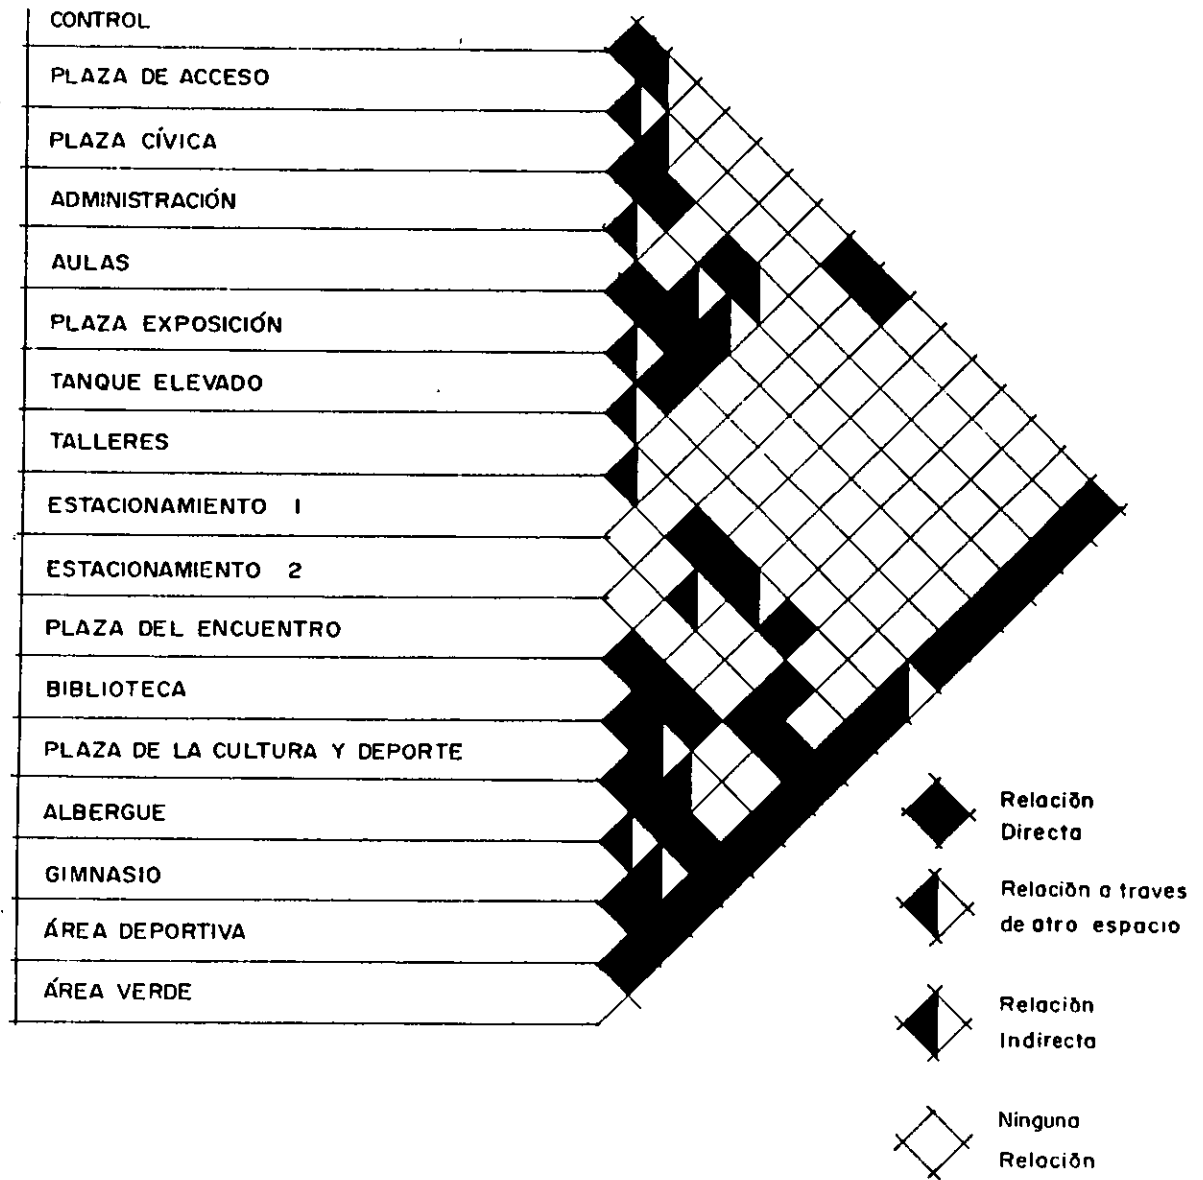 CONTROL
PLAZA DE ACCESO
PLAZA CÍVICA
ADMINISTRACIÓN
AULAS
PLAZA EXPOSICIÓN
TANQUE ELEVADO
TALLERES
ESTACIONAMIENTO 1
ESTACIONAMIENTO 2
PLAZA DEL ENCUENTRO
BIBLIOTECA
PLAZA DE LA CULTURA Y DEPORTE
ALBERGUE
GIMNASIO
ÁREA DEPORTIVA
ÁREA VERDE
Relación
Directa
Relación a traves
de otro espacio
Relación
Indirecta
Ninguna
Relación